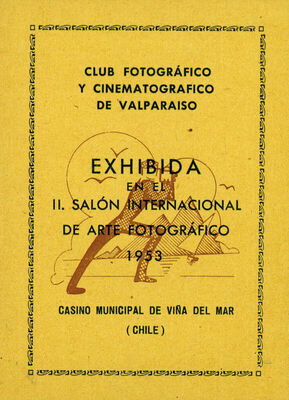 CLUB FOTOGRÁFICO
Y CINEMATOGRAFICO
DE VALPARAISO
EXHIBIDA
EN EL
II. SALÓN INTERNACIONAL
DE ARTE FOTOGRÁFICO
1953
CASINO MUNICIPAL DE VIÑA DEL MAR
(CHILE)